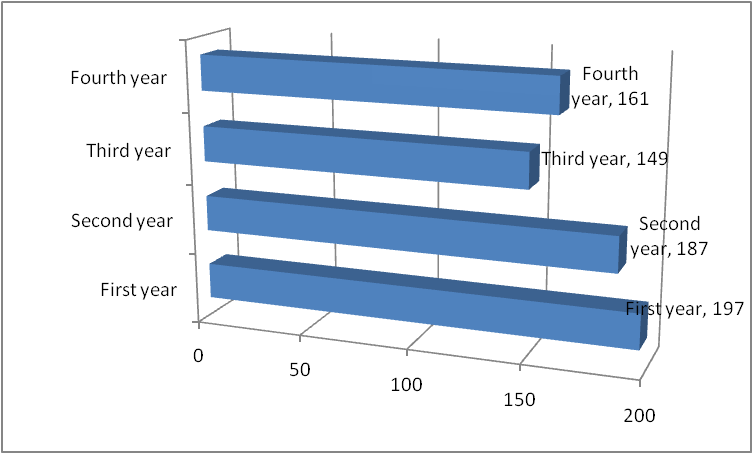 Fourth year
Fourth
year, 161
Third year
Third year, 149
Second year
Second
year, 187
First year
First year, 197
0
50
100
150
200